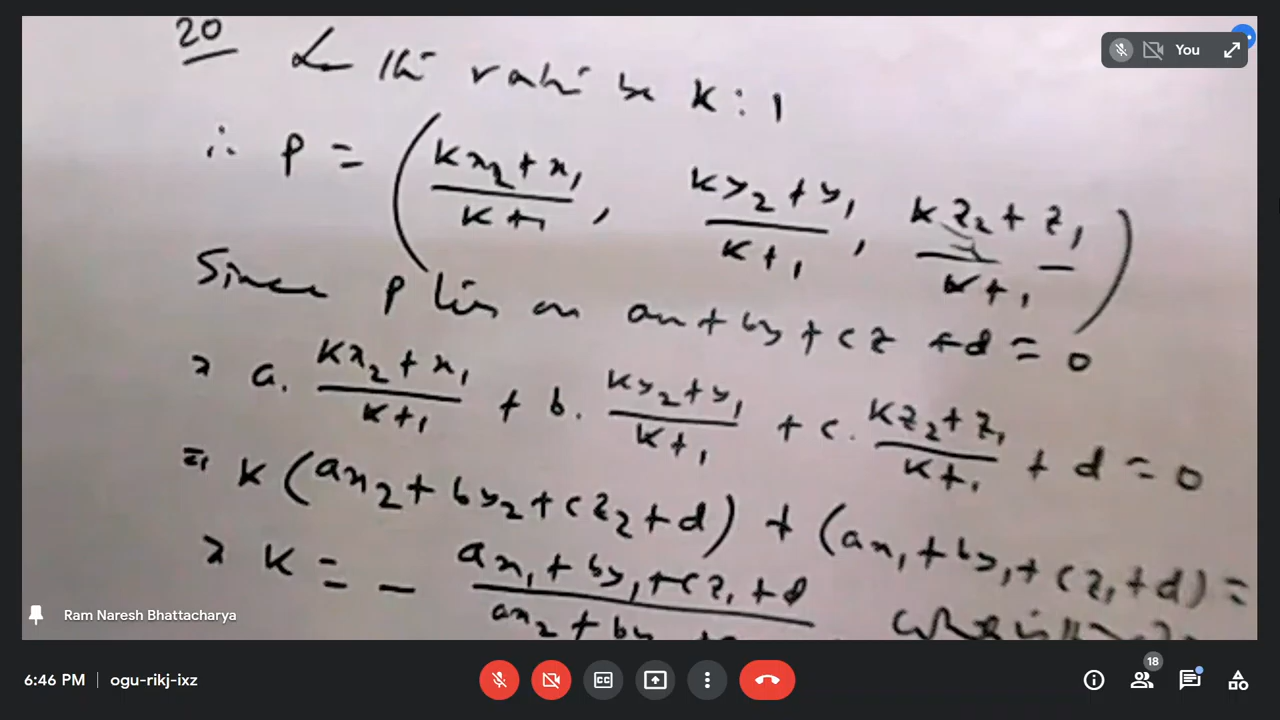 20 Let the ratio be K : 1
∴ P = ( (Kx₂ + x₁)/(K+1) , (Ky₂ + y₁)/(K+1) , (Kz₂ + z₁)/(K+1) )
Since P lies on ax + by + cz + d = 0
⇒ a. (Kx₂ + x₁)/(K+1) + b. (Ky₂ + y₁)/(K+1) + c. (Kz₂ + z₁)/(K+1) + d = 0
⇒ K (ax₂ + by₂ + cz₂ + d) + (ax₁ + by₁ + cz₁ + d) =
⇒ K = - (ax₁ + by₁ + cz₁ + d)/(ax₂ + by₂
You
Ram Naresh Bhattacharya
6:46 PM | ogu-rikj-ixz
18